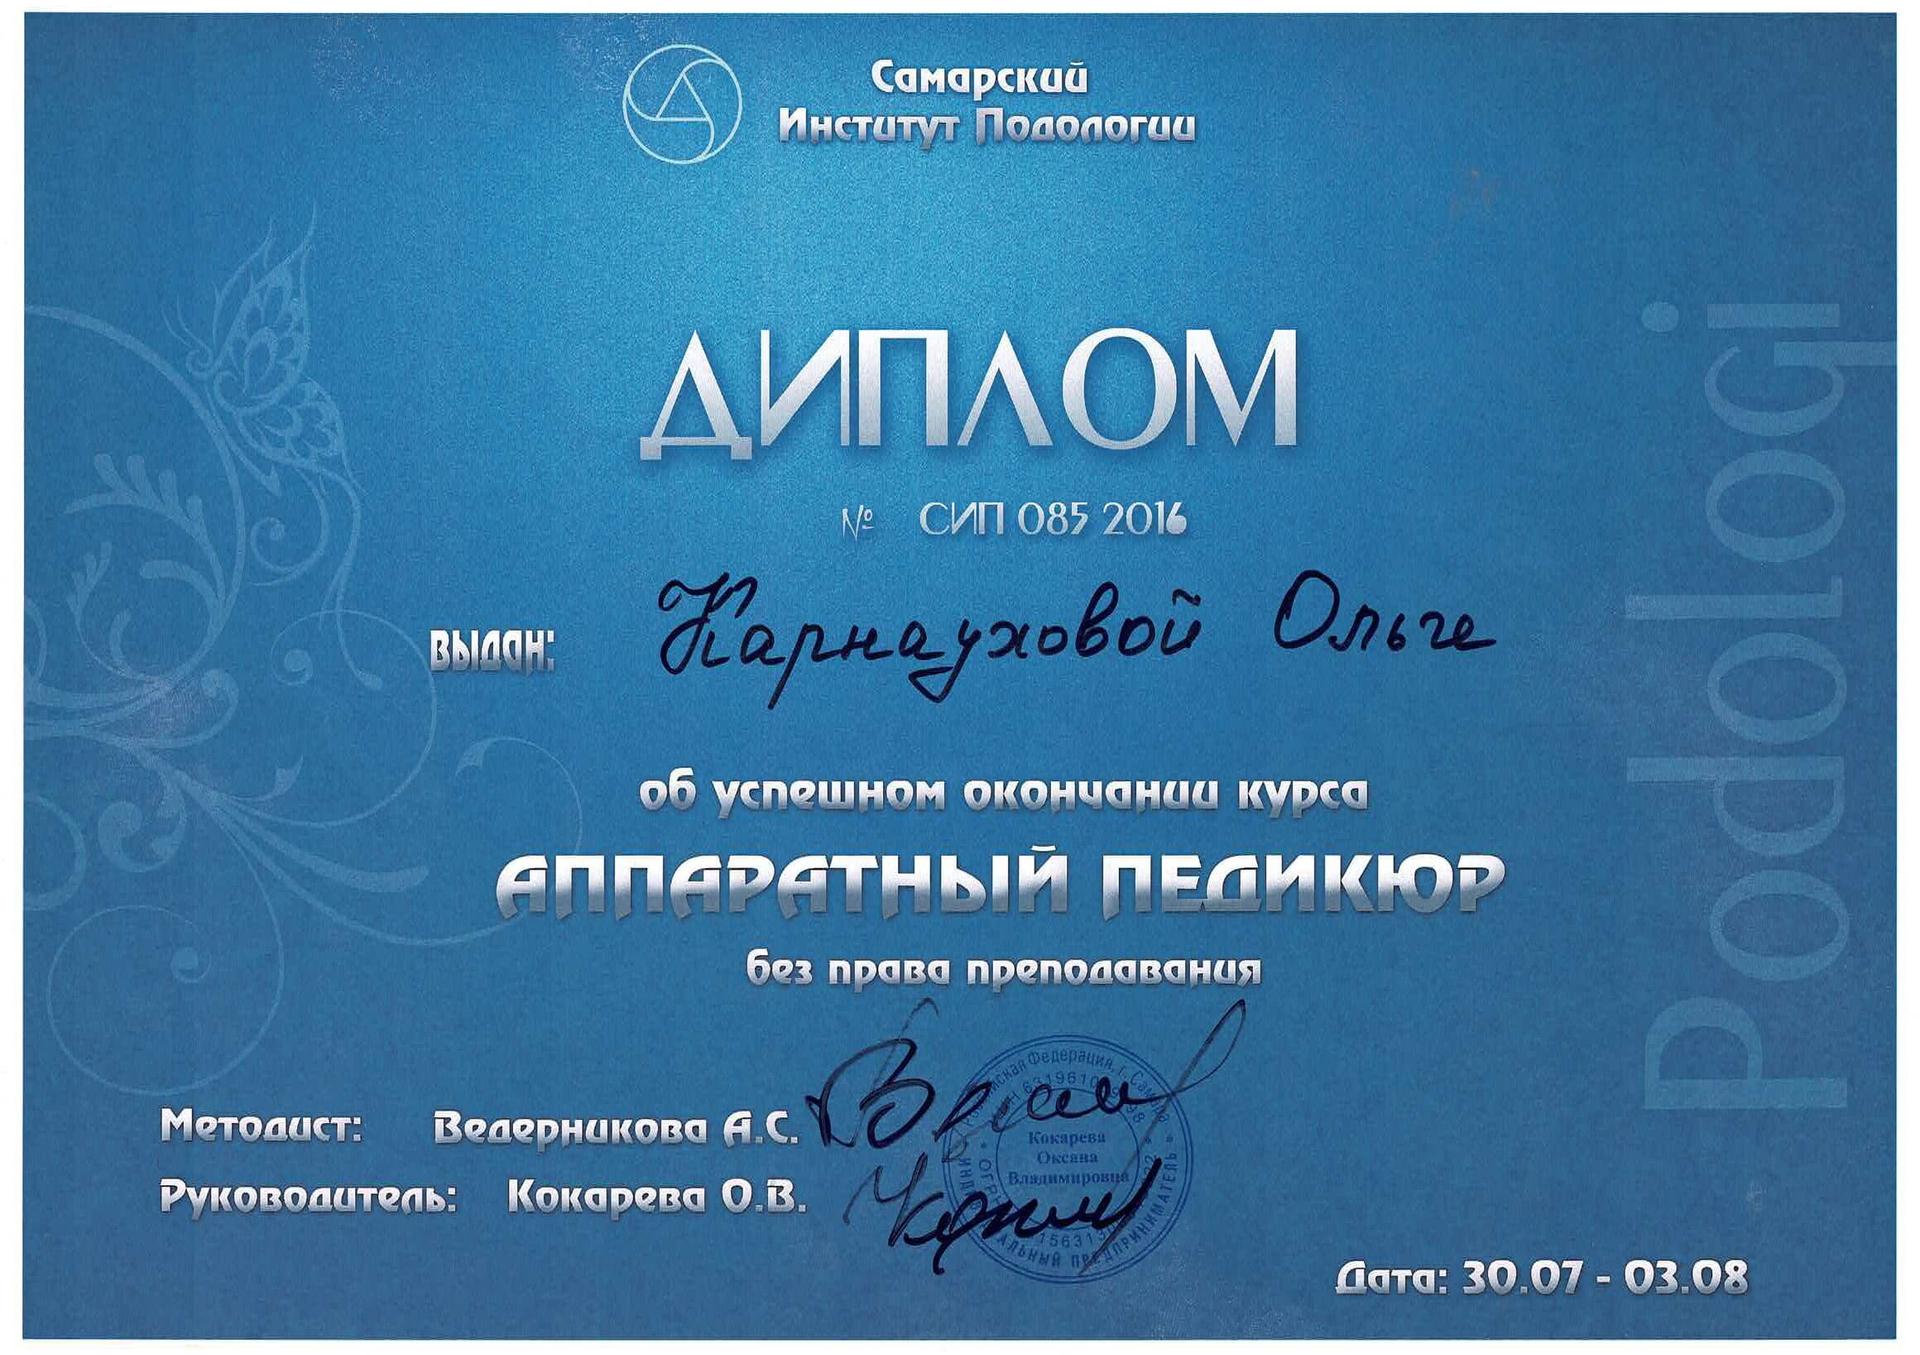 Самарский
Институт Подологии
ДИПЛОМ
№ СИП 085 2016
выдан: Карнауховой Ольге
об успешном окончании курса
АППАРАТНЫЙ ПЕДИКЮР
без права преподавания
Методист: Ведерникова А.С.
Руководитель: Кокарева О.В.
Кокарева
Оксана
Владимировна
Дата: 30.07 - 03.08
Podologi